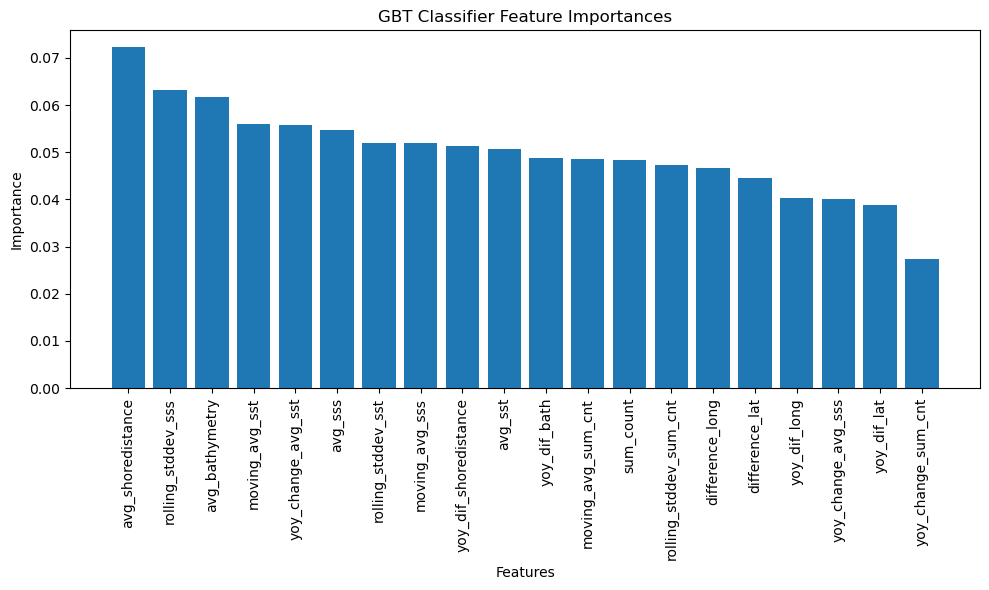 GBT Classifier Feature Importances
0.07
0.06
0.05
0.04
0.03
0.02
0.01
0.00
Importance
avg_shoredistance
rolling_stddev_sss
avg_bathymetry
moving_avg_sst
yoy_change_avg_sst
avg_sss
rolling_stddev_sst
moving_avg_sss
yoy_dif_shoredistance
avg_sst
yoy_dif_bath
moving_avg_sum_cnt
sum_count
rolling_stddev_sum_cnt
difference_long
difference_lat
yoy_dif_long
yoy_change_avg_sss
yoy_dif_lat
yoy_change_sum_cnt
Features